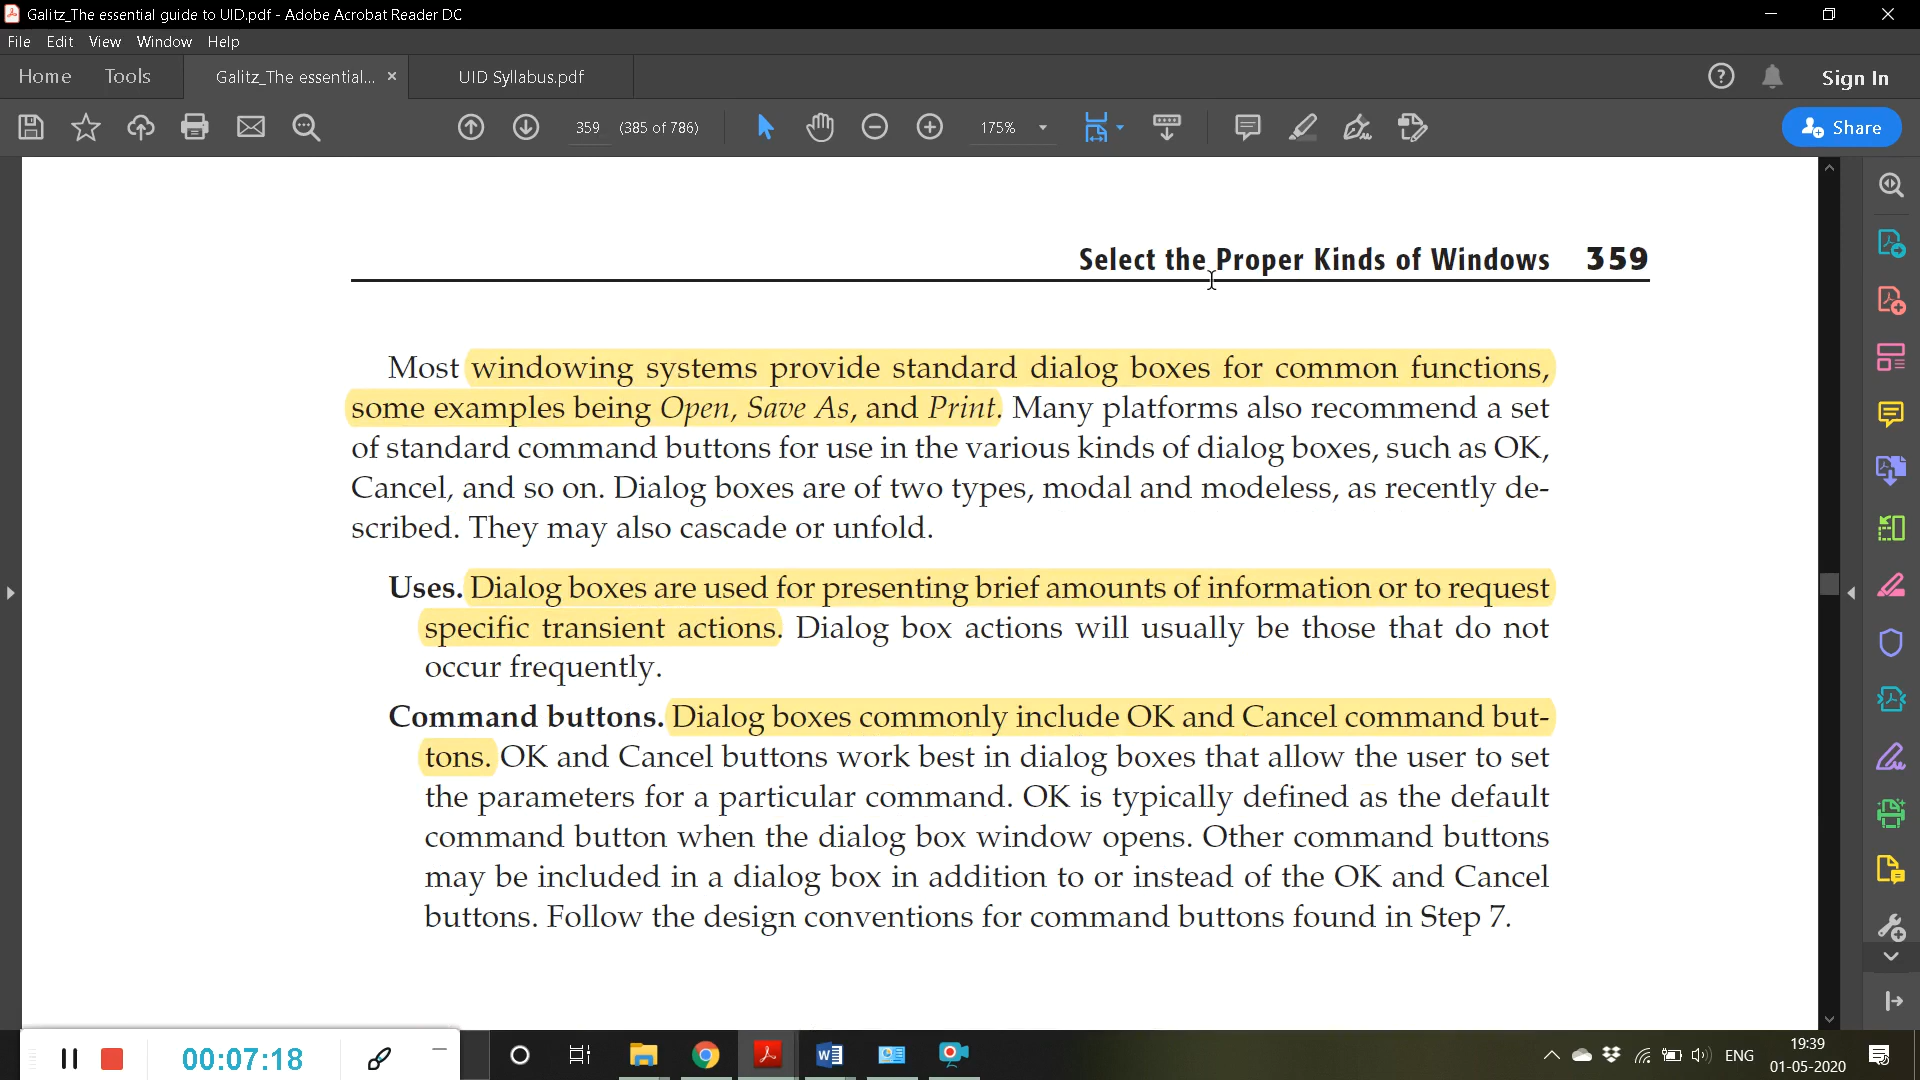 Galitz_The essential guide to UID.pdf - Adobe Acrobat Reader DC
File Edit View Window Help
Home Tools Galitz_The essential... × UID Syllabus.pdf Sign In
359 (385 of 786) 175% Share
Select the Proper Kinds of Windows 359
Most windowing systems provide standard dialog boxes for common functions,
some examples being Open, Save As, and Print. Many platforms also recommend a set
of standard command buttons for use in the various kinds of dialog boxes, such as OK,
Cancel, and so on. Dialog boxes are of two types, modal and modeless, as recently de-
scribed. They may also cascade or unfold.
Uses. Dialog boxes are used for presenting brief amounts of information or to request
specific transient actions. Dialog box actions will usually be those that do not
occur frequently.
Command buttons. Dialog boxes commonly include OK and Cancel command but-
tons. OK and Cancel buttons work best in dialog boxes that allow the user to set
the parameters for a particular command. OK is typically defined as the default
command button when the dialog box window opens. Other command buttons
may be included in a dialog box in addition to or instead of the OK and Cancel
buttons. Follow the design conventions for command buttons found in Step 7.
00:07:18
ENG
19:39
01-05-2020